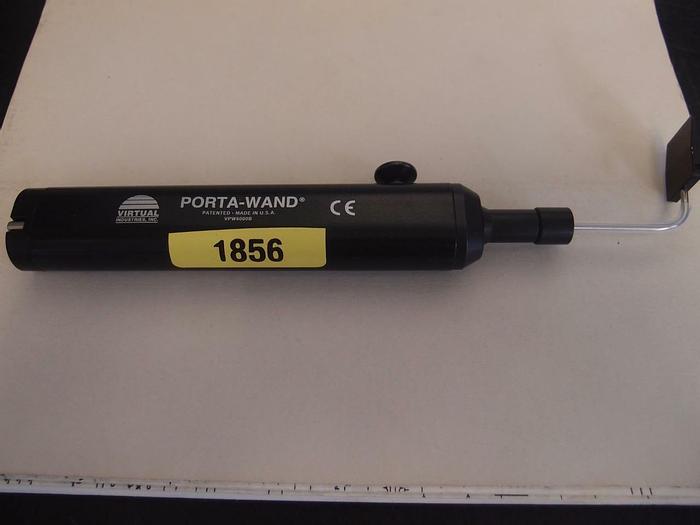 VIRTUAL
INDUSTRIES, INC.
PORTA-WAND®
PATENTED - MADE IN U.S.A.
VPW6000B
CE
1856